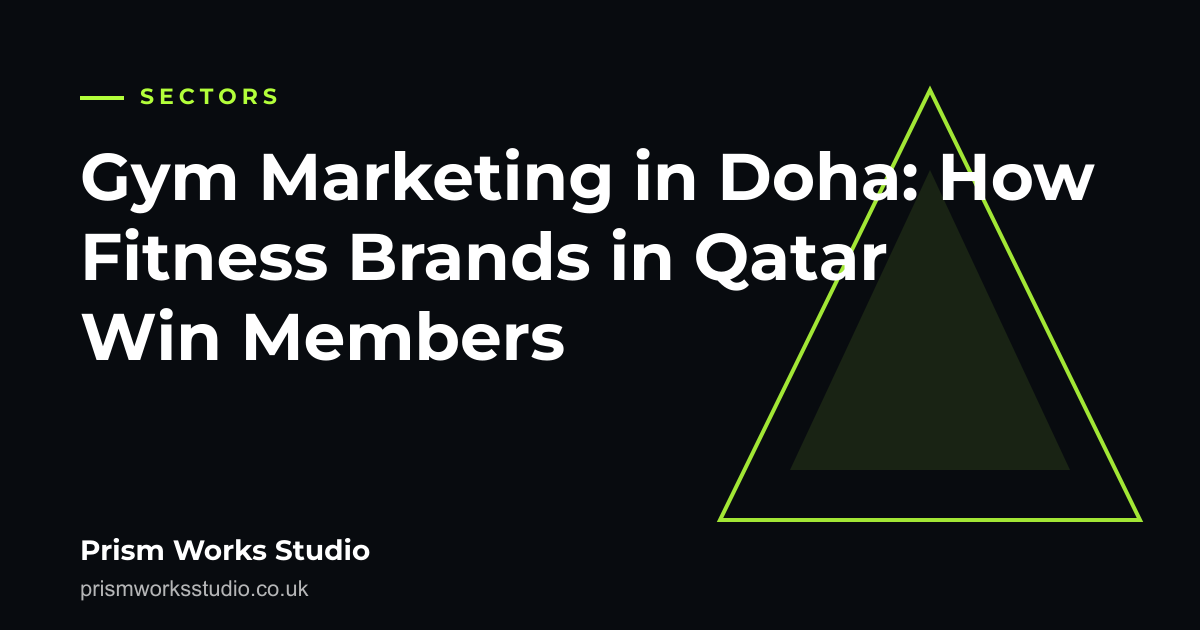 SECTORS
Gym Marketing in Doha: How
Fitness Brands in Qatar
Win Members
Prism Works Studio
prismworksstudio.co.uk